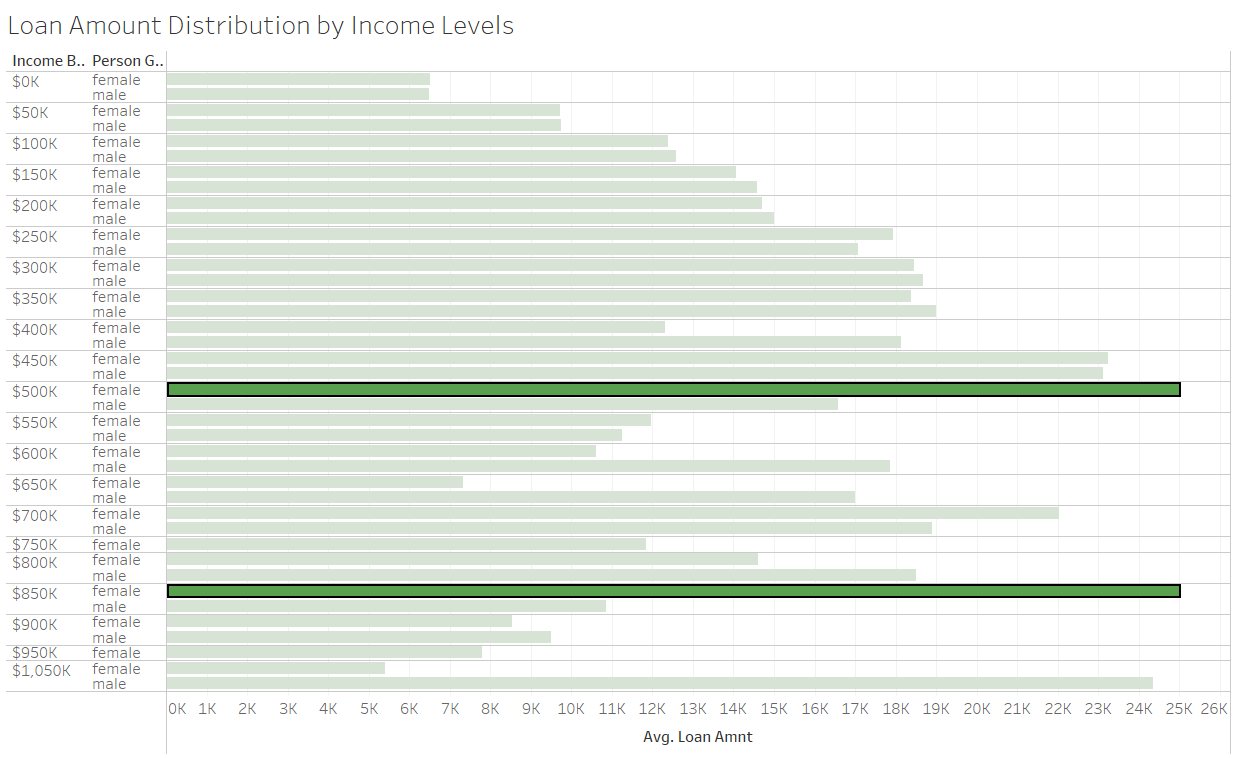 Loan Amount Distribution by Income Levels
Income B.. Person G..
$0K female
male
$50K female
male
$100K female
male
$150K female
male
$200K female
male
$250K female
male
$300K female
male
$350K female
male
$400K female
male
$450K female
male
$500K female
male
$550K female
male
$600K female
male
$650K female
male
$700K female
male
$750K female
$800K female
male
$850K female
male
$900K female
male
$950K female
$1,050K female
male
0K 1K 2K 3K 4K 5K 6K 7K 8K 9K 10K 11K 12K 13K 14K 15K 16K 17K 18K 19K 20K 21K 22K 23K 24K 25K 26K
Avg. Loan Amnt